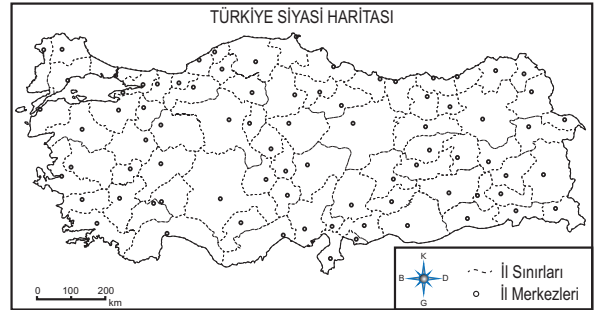 TÜRKİYE SİYASİ HARİTASI
0 100 200
km
K
B D
G
İl Sınırları
İl Merkezleri